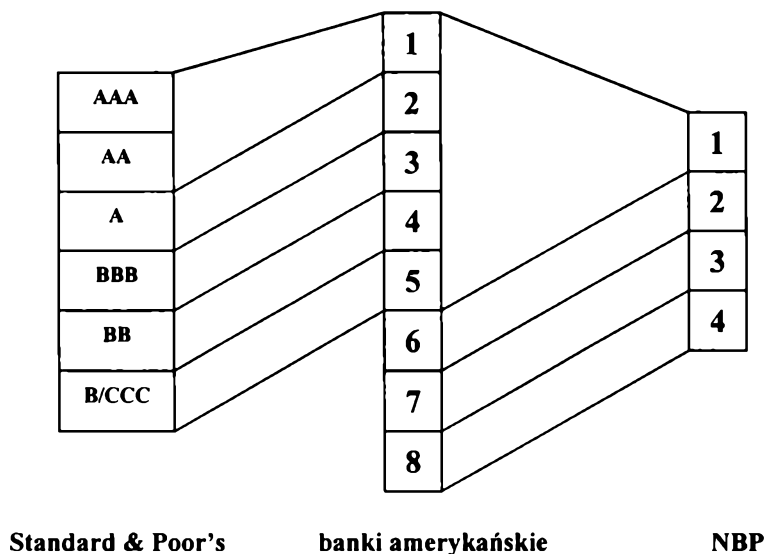 AAA
AA
A
BBB
BB
B/CCC
1
2
3
4
5
6
7
8
1
2
3
4
Standard & Poor's
banki amerykańskie
NBP